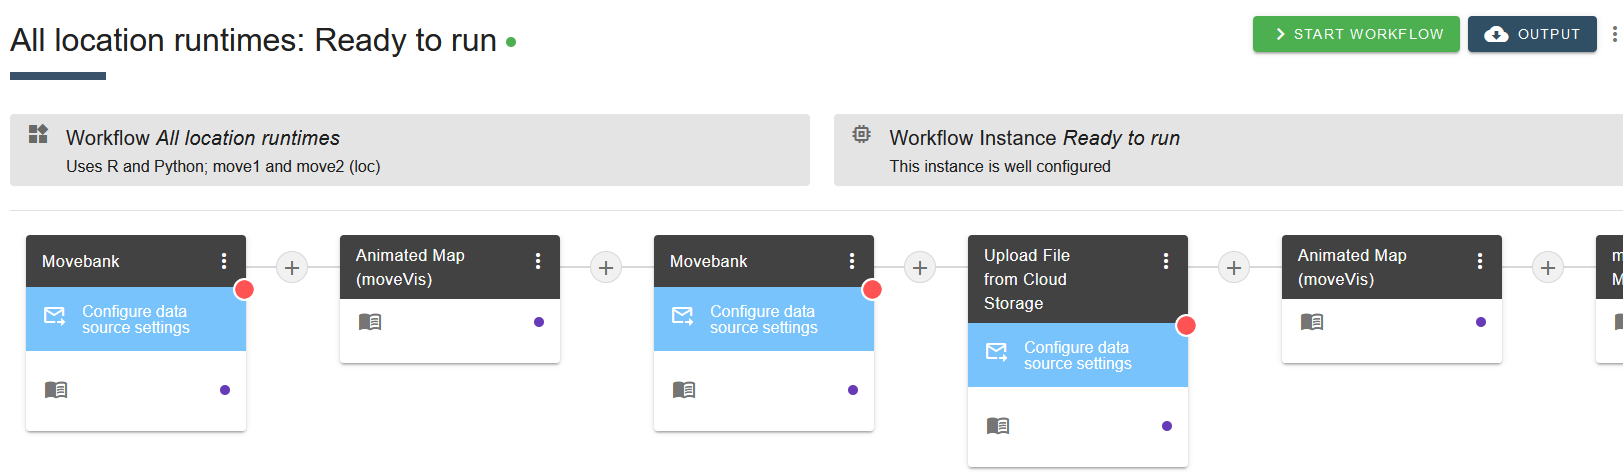 All location runtimes: Ready to run
START WORKFLOW
OUTPUT
Workflow All location runtimes
Uses R and Python; move1 and move2 (loc)
Workflow Instance Ready to run
This instance is well configured
Movebank
Configure data
source settings
Animated Map
(moveVis)
Movebank
Configure data
source settings
Upload File
from Cloud
Storage
Configure data
source settings
Animated Map
(moveVis)
m
M